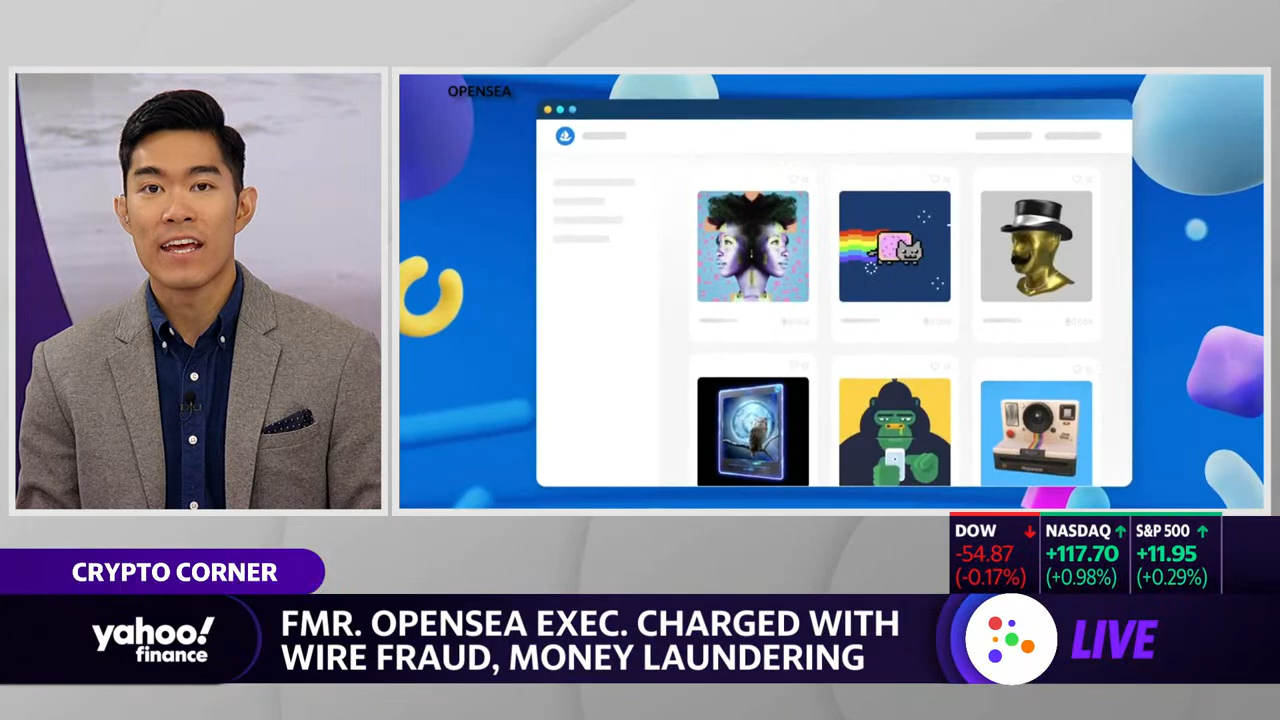 OPENSEA
CRYPTO CORNER
DOW
-54.87
(-0.17%)
NASDAQ
+117.70
(+0.98%)
S&P 500
+11.95
(+0.29%)
yahoo!
finance
FMR. OPENSEA EXEC. CHARGED WITH
WIRE FRAUD, MONEY LAUNDERING
LIVE